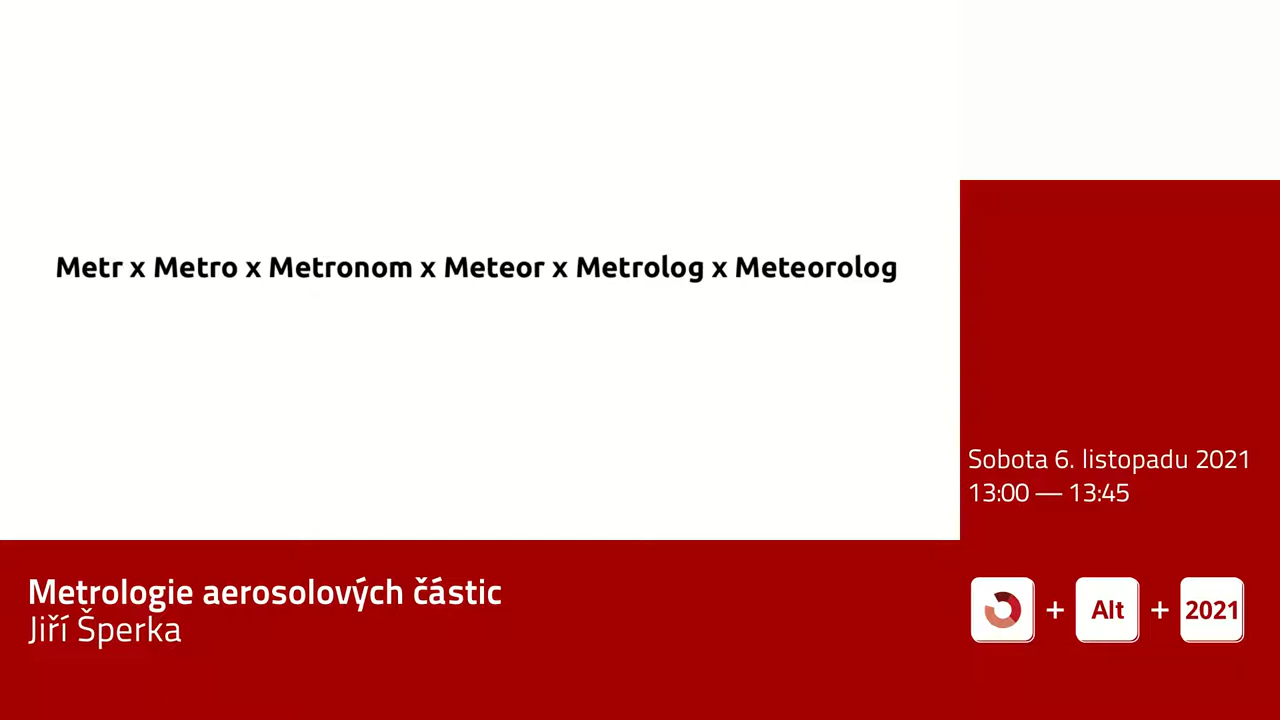 Metr x Metro x Metronom x Meteor x Metrolog x Meteorolog
Sobota 6. listopadu 2021
13:00 — 13:45
Metrologie aerosolových částic
Jiří Šperka
+ Alt + 2021